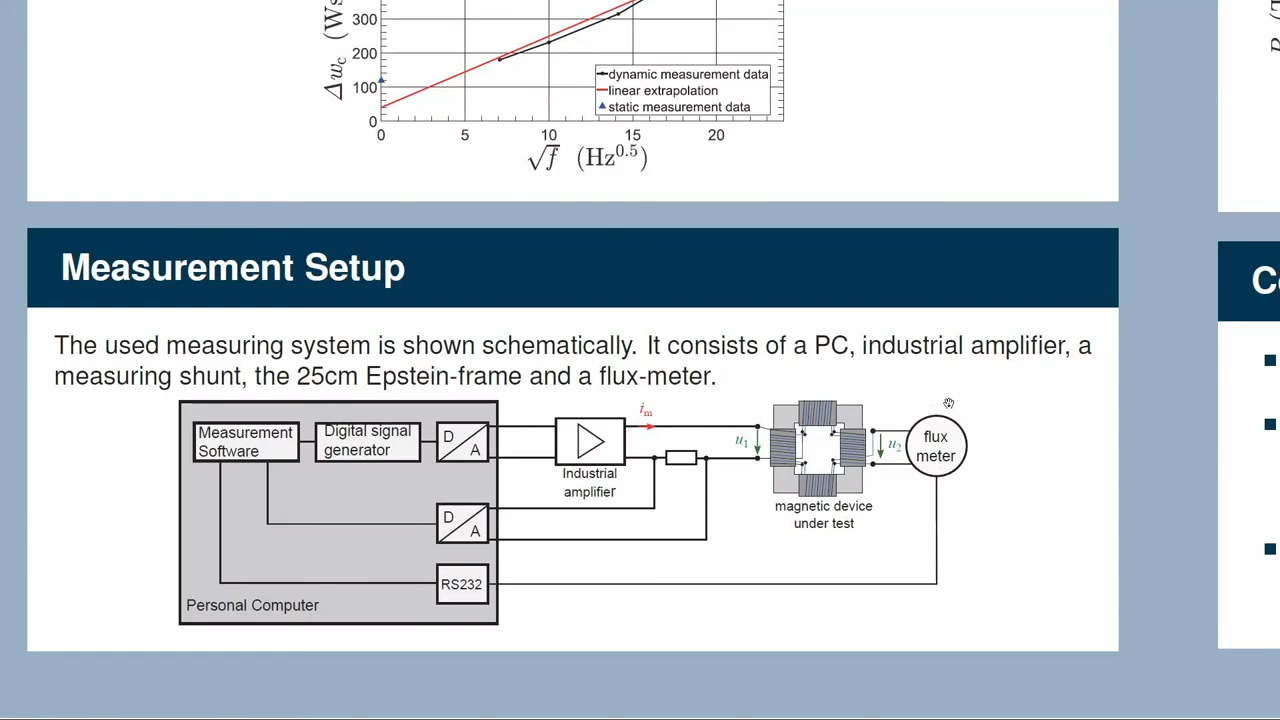 300
200
100
0
Δw_c (Ws
dynamic measurement data
linear extrapolation
static measurement data
0 5 10 15 20
√f (Hz^0.5)
Measurement Setup
The used measuring system is shown schematically. It consists of a PC, industrial amplifier, a
measuring shunt, the 25cm Epstein-frame and a flux-meter.
Measurement
Software
Digital signal
generator
D
A
Industrial
amplifier
i_m
u_1
u_2
flux
meter
magnetic device
under test
D
A
RS232
Personal Computer
C